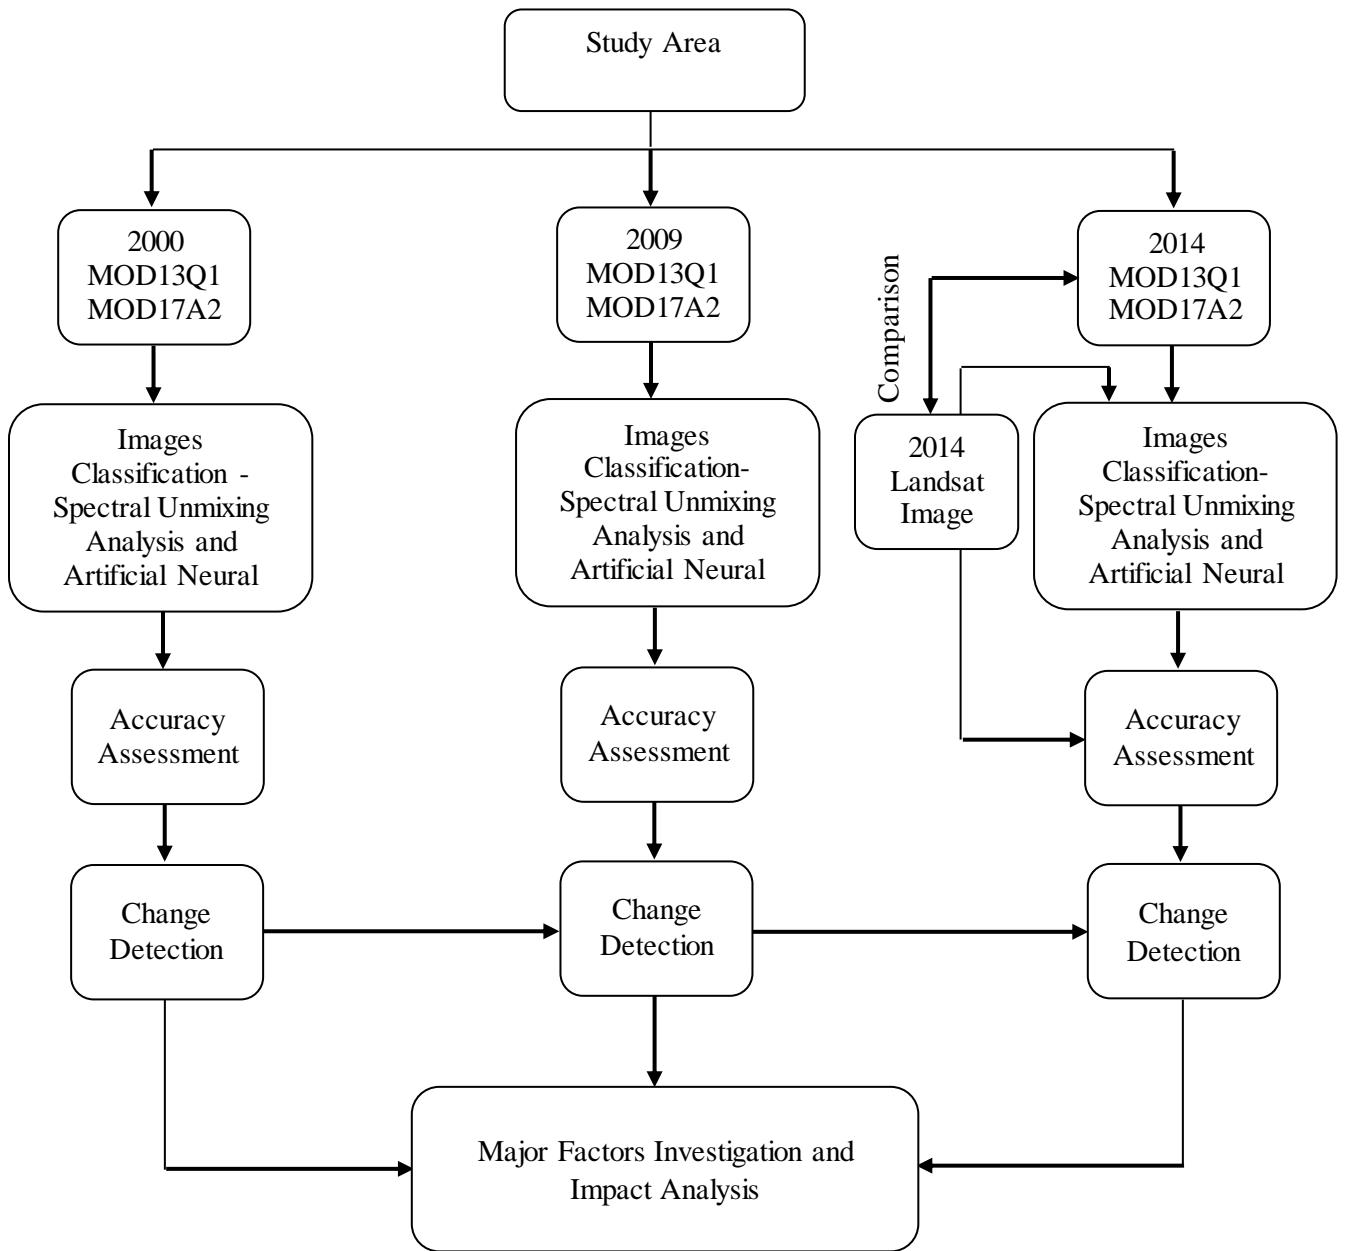 Study Area
2000
MOD13Q1
MOD17A2
2009
MOD13Q1
MOD17A2
2014
MOD13Q1
MOD17A2
Comparison
Images
Classification -
Spectral Unmixing
Analysis and
Artificial Neural
Images
Classification-
Spectral Unmixing
Analysis and
Artificial Neural
2014
Landsat
Image
Images
Classification-
Spectral Unmixing
Analysis and
Artificial Neural
Accuracy
Assessment
Accuracy
Assessment
Accuracy
Assessment
Change
Detection
Change
Detection
Change
Detection
Major Factors Investigation and
Impact Analysis